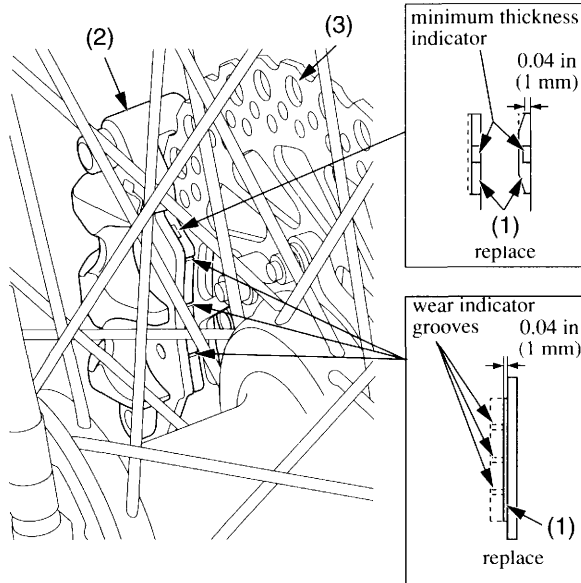 (2)
(3)
minimum thickness
indicator
0.04 in
(1 mm)
(1)
replace
wear indicator
grooves
0.04 in
(1 mm)
(1)
replace